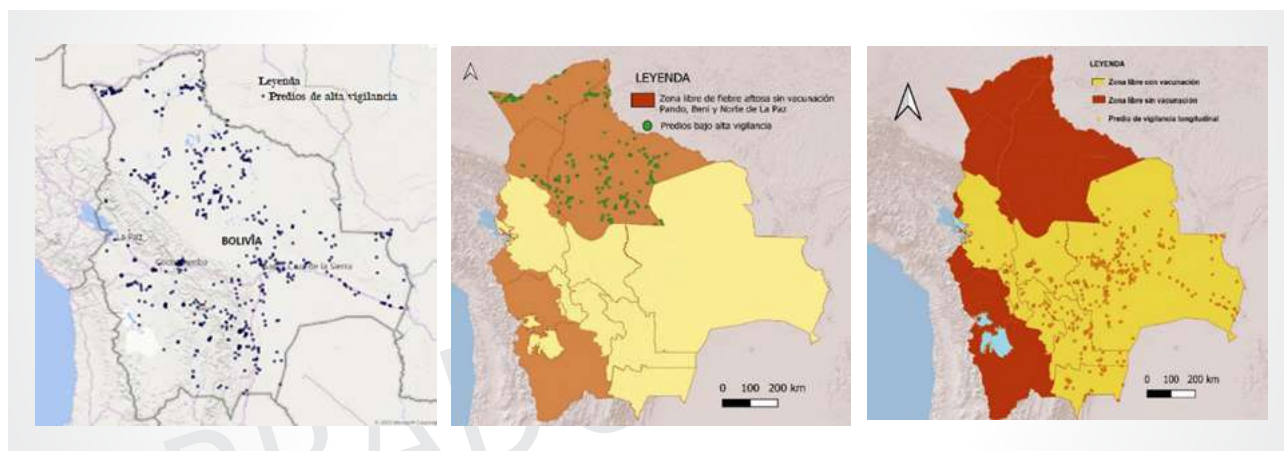 Leyenda
• Predios de alta vigilancia
La Paz
BOLIVIA
Cochabamba
Santa Cruz de la Sierra
LEYENDA
Zona libre de fiebre aftosa sin vacunación
Pando, Beni y Norte de La Paz
Predios bajo alta vigilancia
0 100 200 km
LEYENDA
Zona libre con vacunación
Zona libre sin vacunación
Predio de vigilancia longitudinal
0 100 200 km